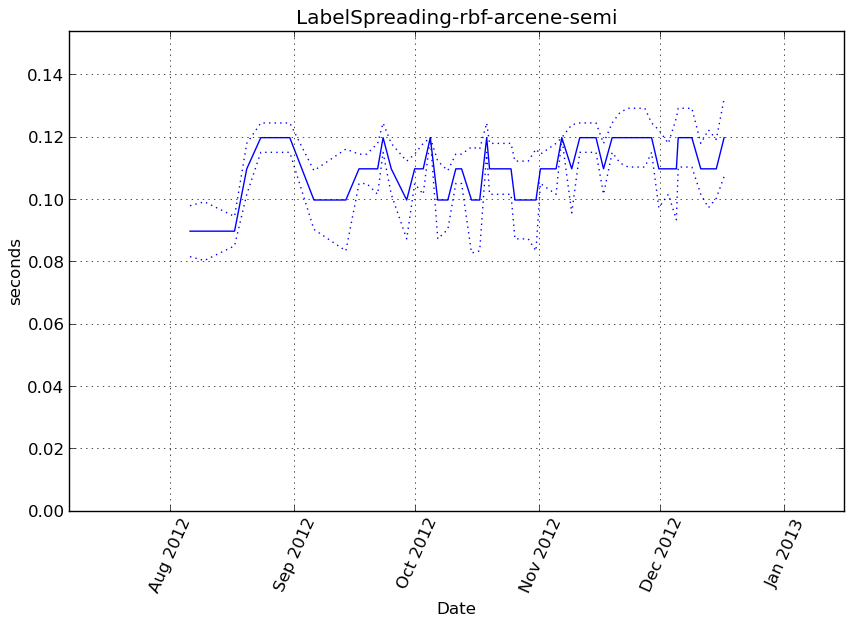 LabelSpreading-rbf-arcene-semi
seconds
0.14
0.12
0.10
0.08
0.06
0.04
0.02
0.00
Aug 2012
Sep 2012
Oct 2012
Nov 2012
Dec 2012
Jan 2013
Date